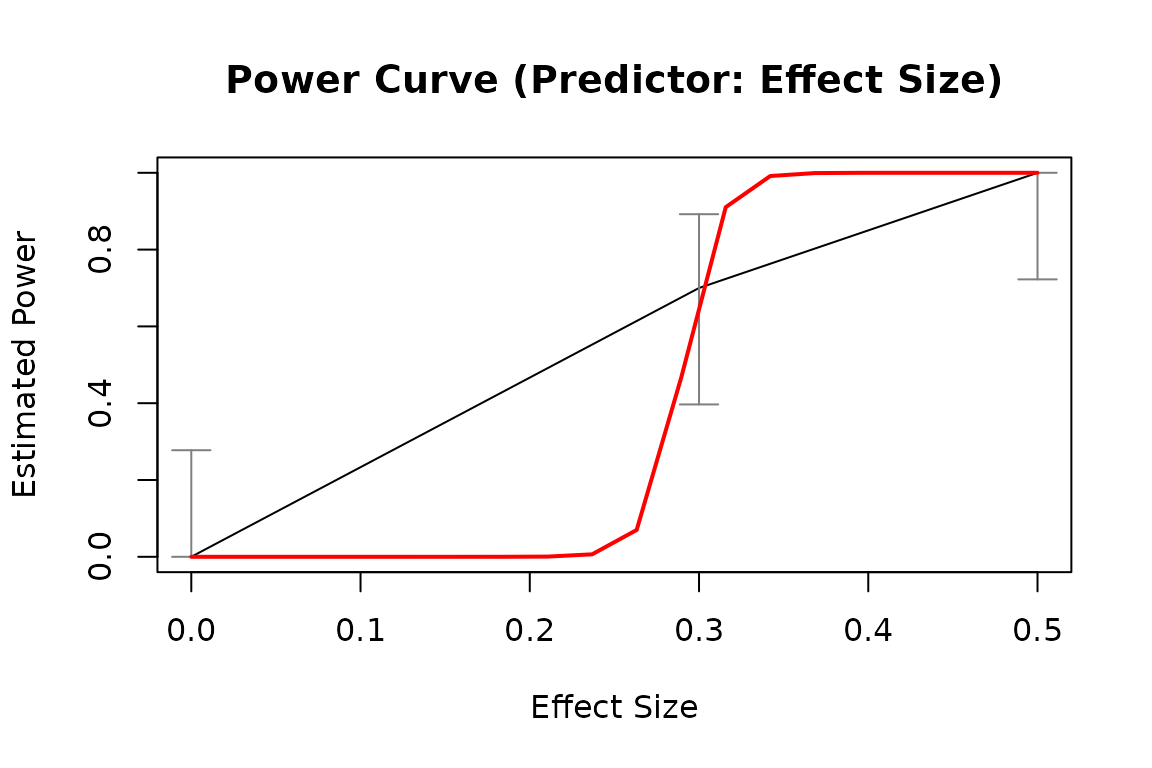 Power Curve (Predictor: Effect Size)
Estimated Power
0.8
0.4
0.0
0.0 0.1 0.2 0.3 0.4 0.5
Effect Size